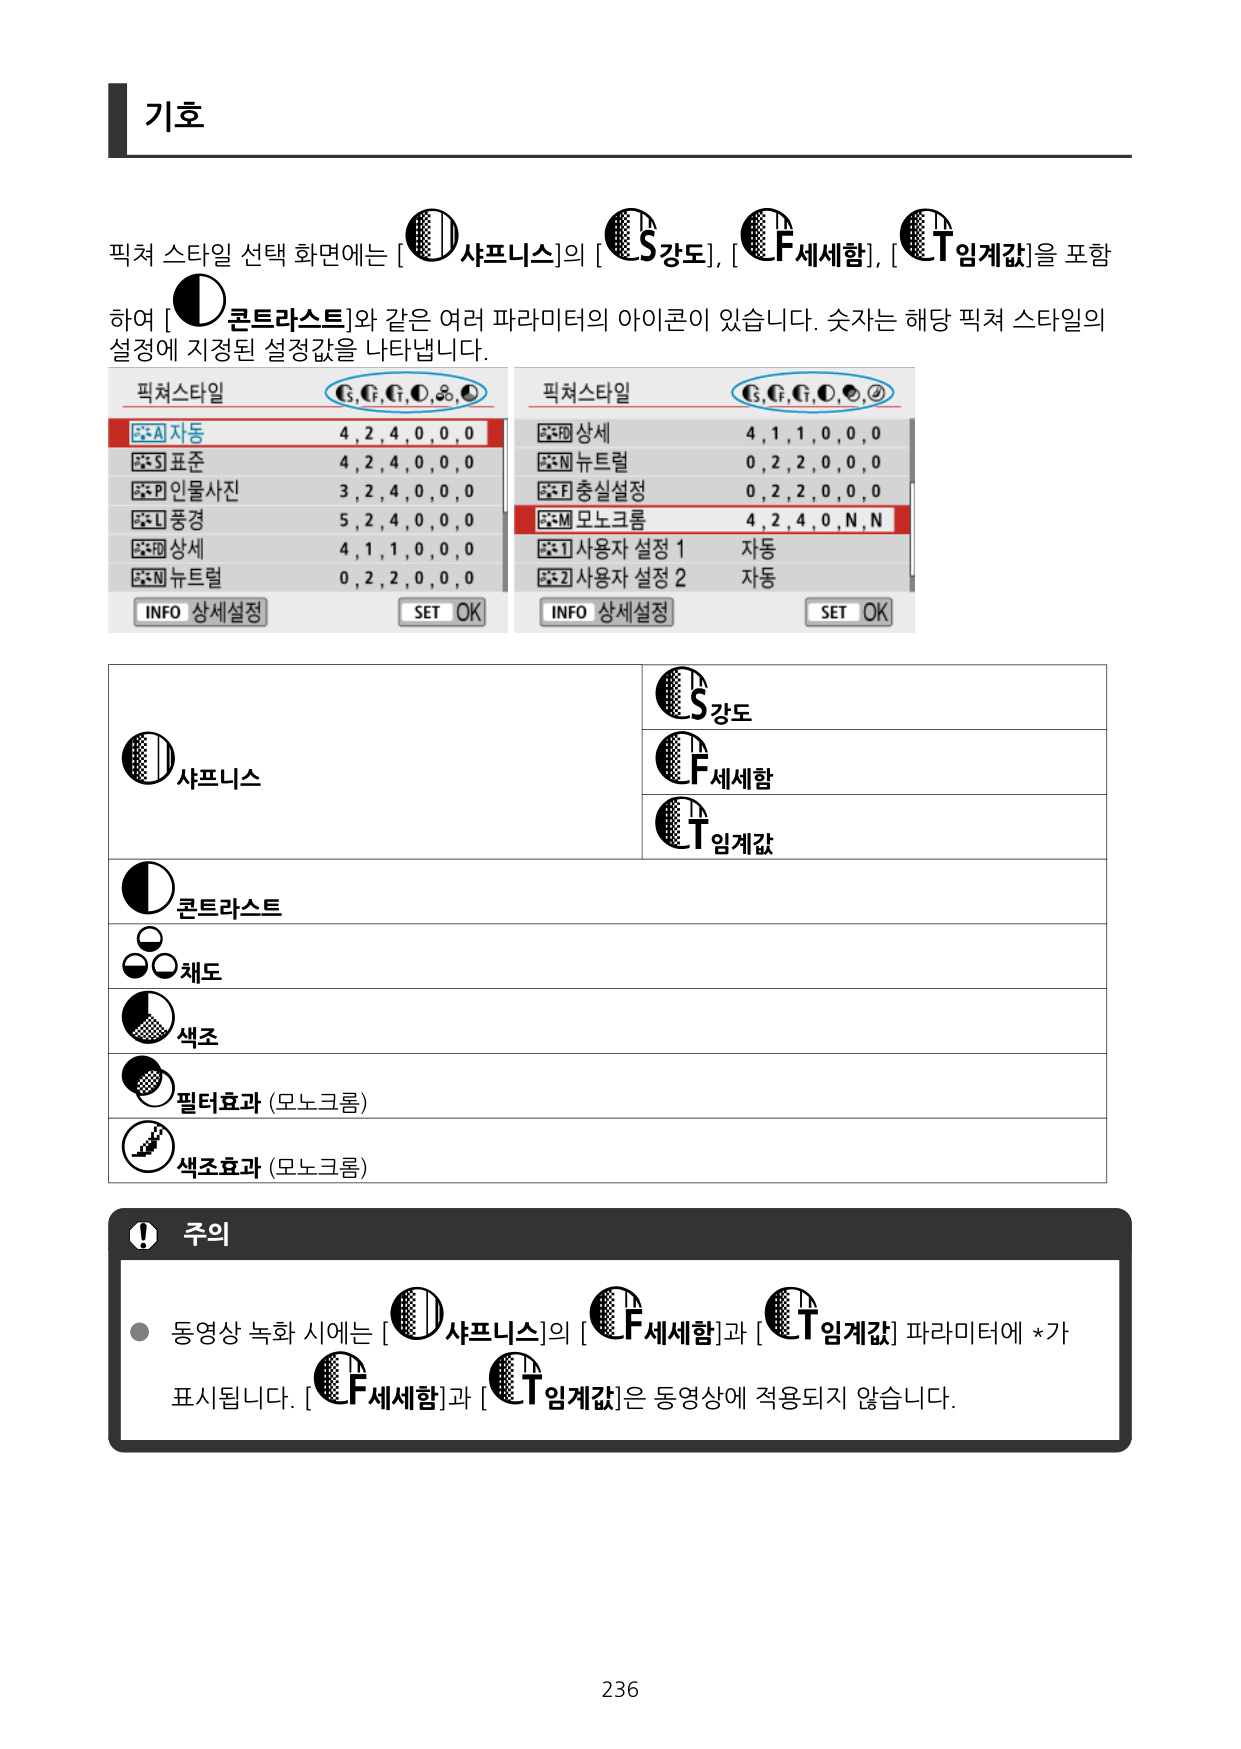 기호
픽쳐 스타일 선택 화면에는 [샤프니스]의 [S강도], [F세세함], [T임계값]을 포함
하여 [콘트라스트]와 같은 여러 파라미터의 아이콘이 있습니다. 숫자는 해당 픽쳐 스타일의
설정에 지정된 설정값을 나타냅니다.
픽쳐스타일 S, F, T, , ,
A 자동 4, 2, 4, 0, 0, 0
S 표준 4, 2, 4, 0, 0, 0
P 인물사진 3, 2, 4, 0, 0, 0
L 풍경 5, 2, 4, 0, 0, 0
FD 상세 4, 1, 1, 0, 0, 0
N 뉴트럴 0, 2, 2, 0, 0, 0
INFO 상세설정 SET OK
픽쳐스타일 S, F, T, , ,
FD 상세 4, 1, 1, 0, 0, 0
N 뉴트럴 0, 2, 2, 0, 0, 0
F 충실설정 0, 2, 2, 0, 0, 0
M 모노크롬 4, 2, 4, 0, N, N
1 사용자 설정 1 자동
2 사용자 설정 2 자동
INFO 상세설정 SET OK
샤프니스
S강도
F세세함
T임계값
콘트라스트
채도
색조
필터효과 (모노크롬)
색조효과 (모노크롬)
주의
● 동영상 녹화 시에는 [샤프니스]의 [F세세함]과 [T임계값] 파라미터에 *가
표시됩니다. [F세세함]과 [T임계값]은 동영상에 적용되지 않습니다.
236